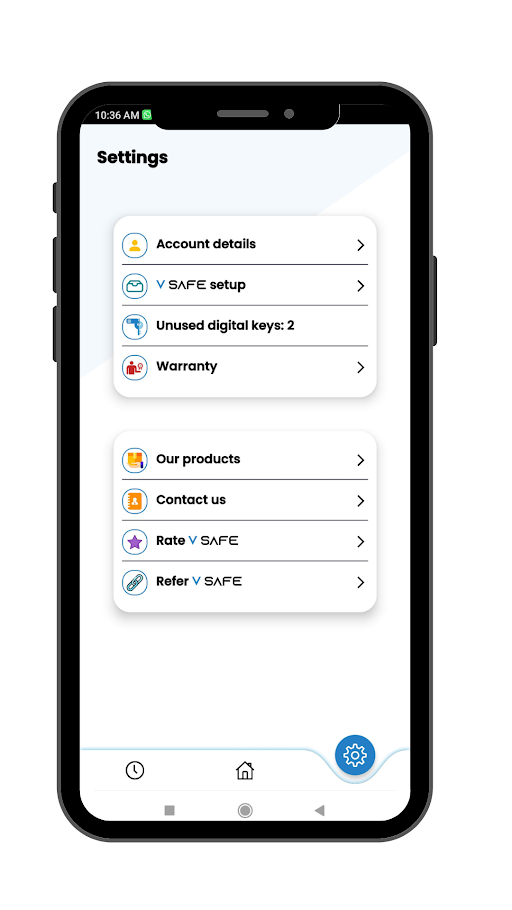 10:36 AM
Settings
Account details
V SAFE setup
Unused digital keys: 2
Warranty
Our products
Contact us
Rate V SAFE
Refer V SAFE